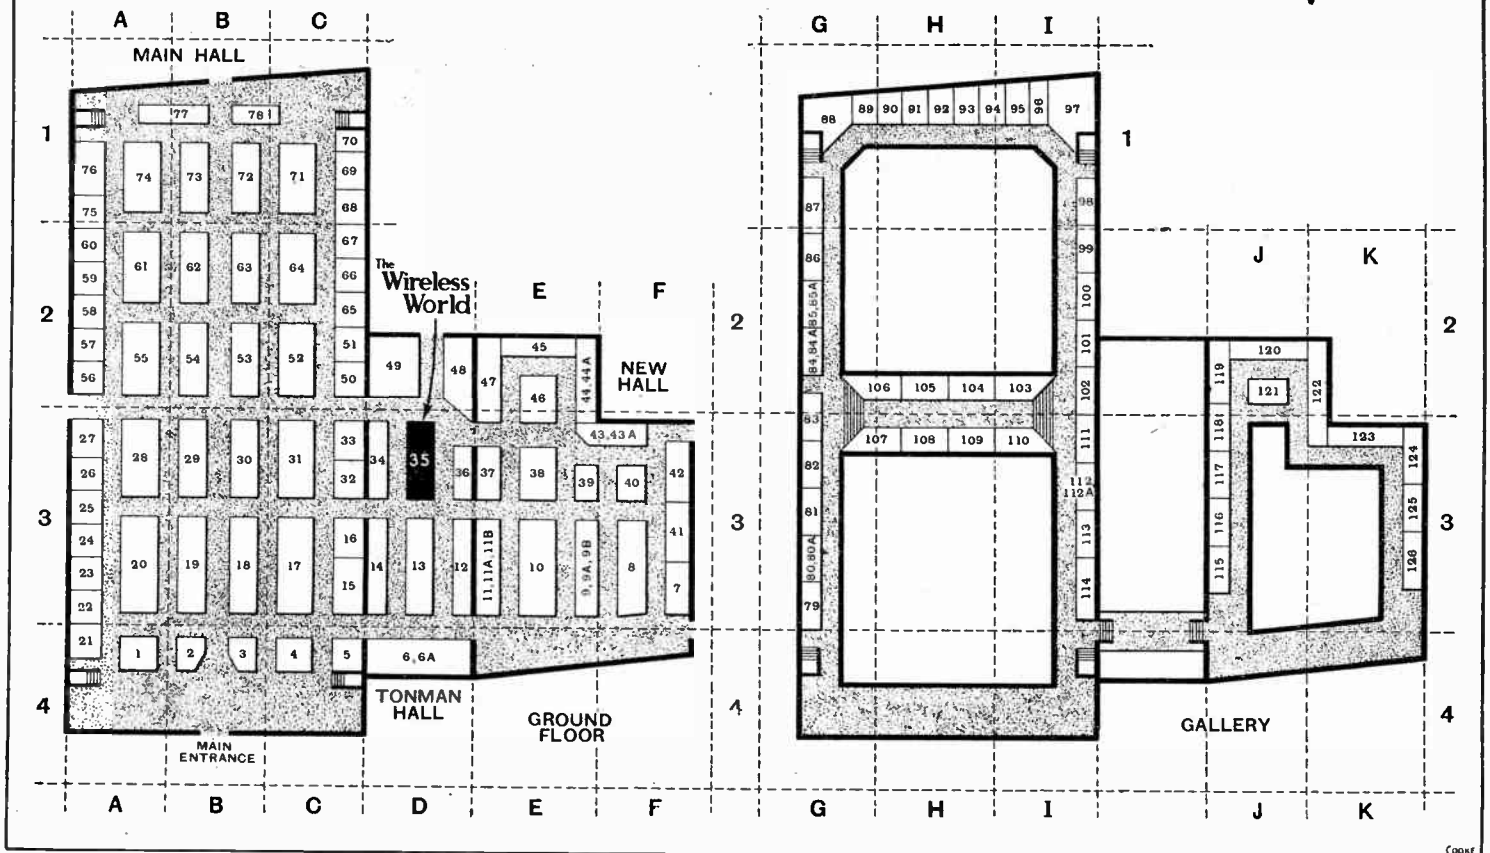 A B C G H I
MAIN HALL
77 78
88 89 90 91 92 93 94 95 96 97
1 1
70
76 74 73 72 71 69
75 68
87 98
60 67
61 62 63 64
59 66
86 99
J K
58 65
The
Wireless
World
E F
85,85A 100
2 2 2
57 51
55 54 53 52
56 50
49 48 47 45 44,44A
46
NEW
HALL
84,84A 101
106 105 104 103 102
119 120 121 122
27 33
28 29 30 31 34 35 36 37 38 39 40 42
26 32
43,43A
83 107 108 109 110 111
118 123 124
82 112
112A
117
25
3 3 3
24 16
41
81 113 116 125
20 19 18 17 14 13 12 11,11A,11B 10 9,9A,9B 8
23 15
7
80,80A 115 126
22
79 114
21
1 2 3 4 5 6,6A
4 4 4
TONMAN
HALL
GROUND
FLOOR
GALLERY
MAIN
ENTRANCE
A B C D E F G H I J K
COOKE